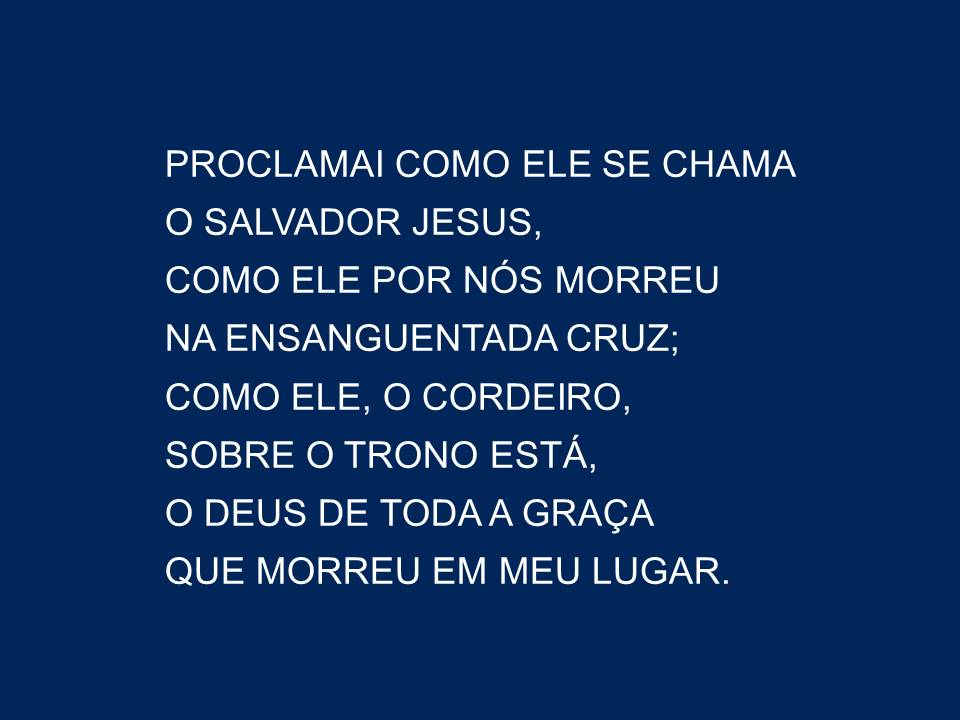 PROCLAMAI COMO ELE SE CHAMA
O SALVADOR JESUS,
COMO ELE POR NÓS MORREU
NA ENSANGUENTADA CRUZ;
COMO ELE, O CORDEIRO,
SOBRE O TRONO ESTÁ,
O DEUS DE TODA A GRAÇA
QUE MORREU EM MEU LUGAR.